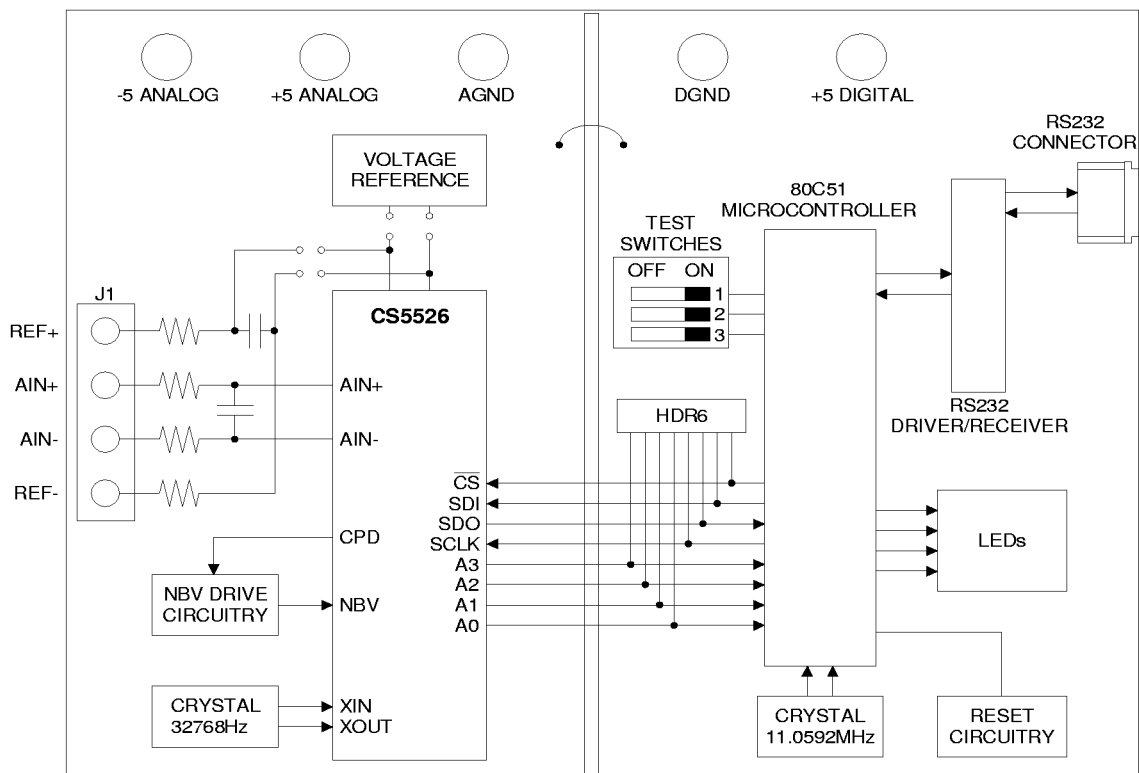 -5 ANALOG
+5 ANALOG
AGND
DGND
+5 DIGITAL
RS232
CONNECTOR
VOLTAGE
REFERENCE
80C51
MICROCONTROLLER
TEST
SWITCHES
OFF ON
1
2
3
J1
CS5526
REF+
AIN+
AIN-
REF-
AIN+
AIN-
RS232
DRIVER/RECEIVER
HDR6
CS
SDI
SDO
SCLK
A3
A2
A1
A0
CPD
NBV
LEDs
NBV DRIVE
CIRCUITRY
CRYSTAL
32768Hz
XIN
XOUT
CRYSTAL
11.0592MHz
RESET
CIRCUITRY